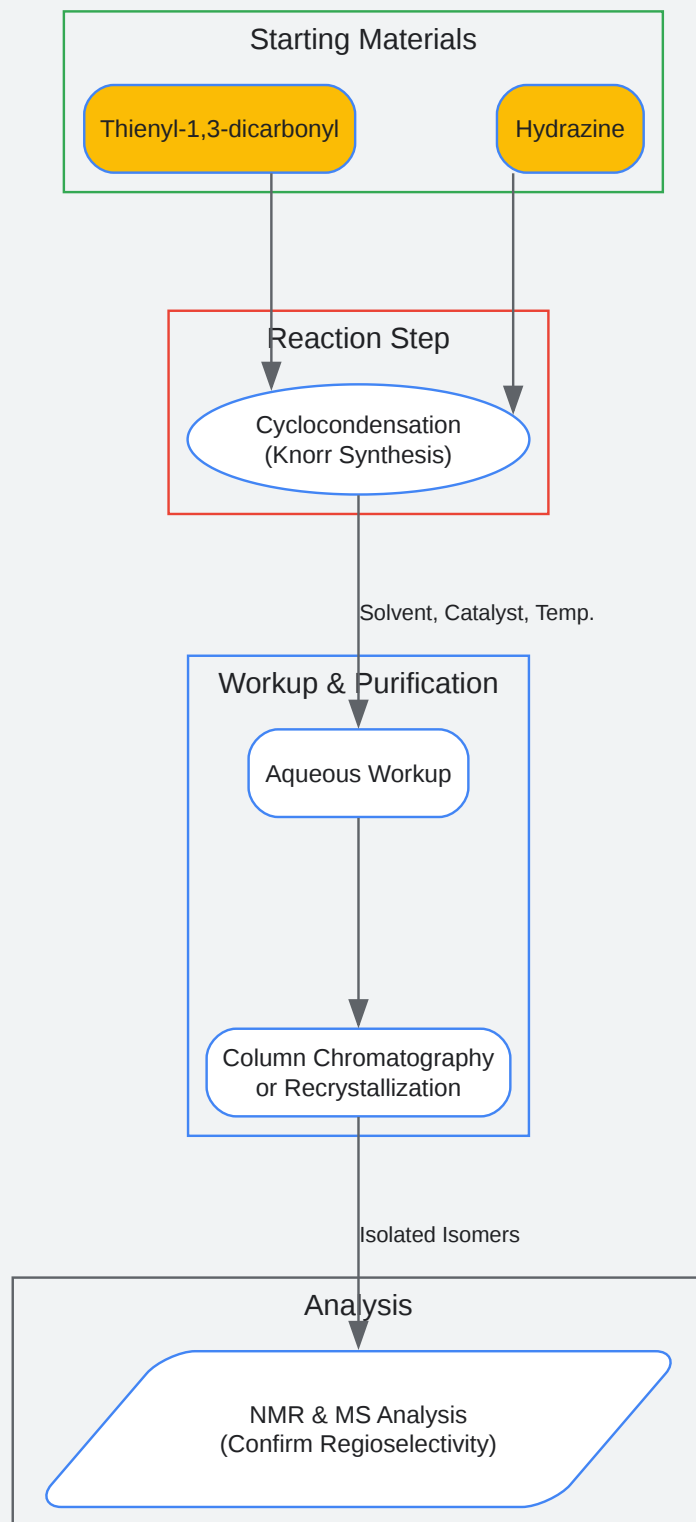 Starting Materials
Thienyl-1,3-dicarbonyl
Hydrazine
Reaction Step
Cyclocondensation
(Knorr Synthesis)
Solvent, Catalyst, Temp.
Workup & Purification
Aqueous Workup
Column Chromatography
or Recrystallization
Isolated Isomers
Analysis
NMR & MS Analysis
(Confirm Regioselectivity)